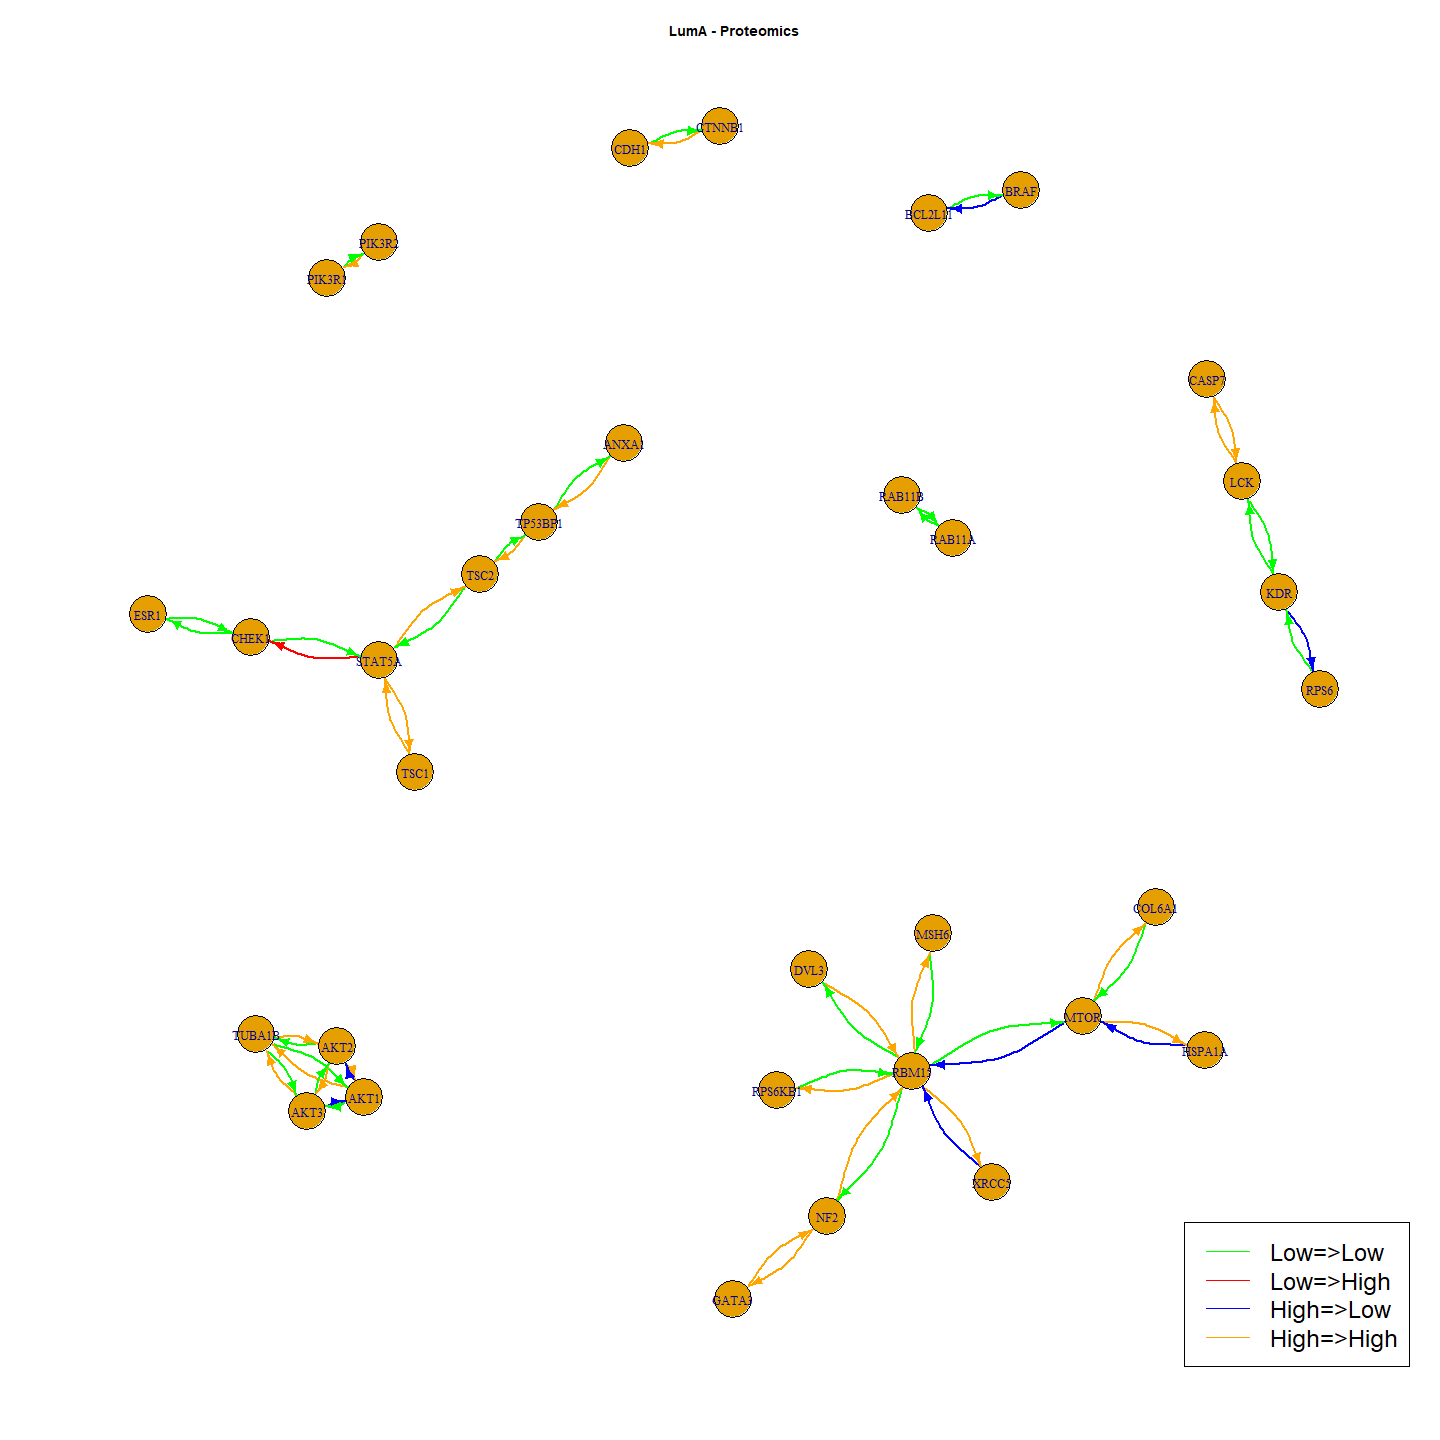 LumA - Proteomics
CTNNB1
CDH1
BRAF
BCL2L11
PIK3R2
CASP7
ANXA1
LCK
RAB11B
TP53BP1
RAB11A
TSC2
KDR
ESR1
CHEK1
STAT5A
RPS6
TSC1
COL6A1
MSH6
DVL3
MTOR
TUBA1B
AKT2
HSPA1A
RBM15
RPS6KB1
AKT1
AKT3
NF2
GATA3
Low=>Low
Low=>High
High=>Low
High=>High